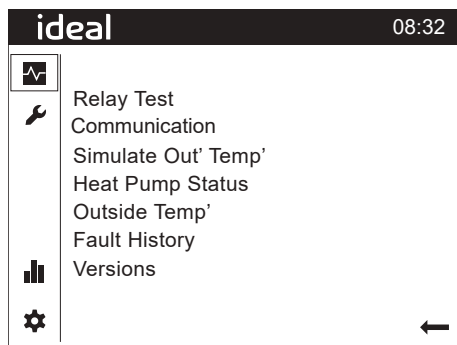 ideal 08:32
Relay Test
Communication
Simulate Out’ Temp’
Heat Pump Status
Outside Temp’
Fault History
Versions